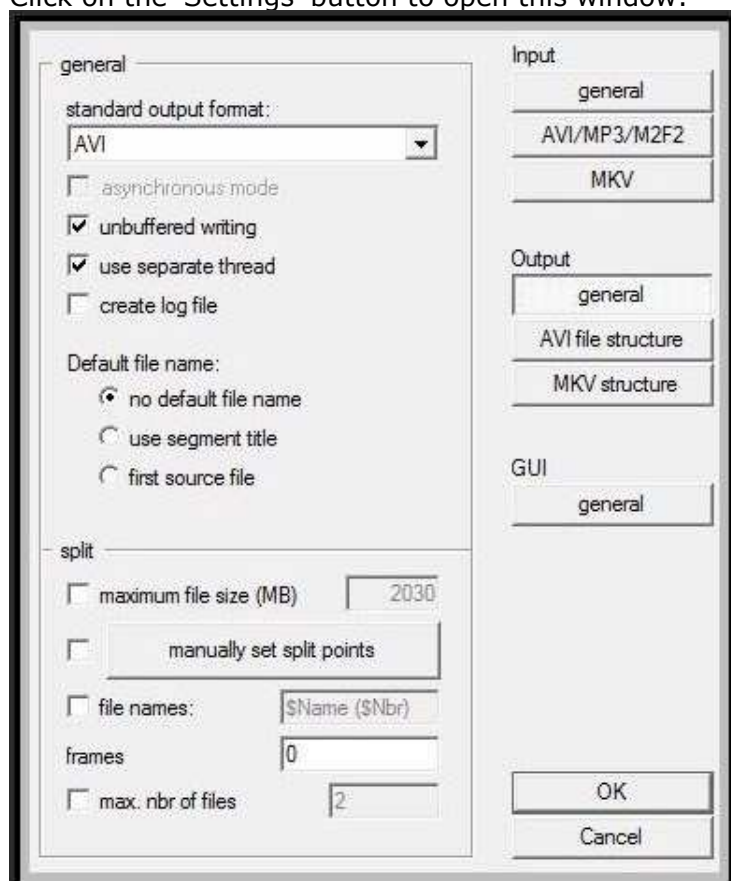 Click on the 'Settings' button to open this window:
general
standard output format:
AVI
asynchronous mode
unbuffered writing
use separate thread
create log file
Default file name:
no default file name
use segment title
first source file
split
maximum file size (MB) 2030
manually set split points
file names: $Name ($Nbr)
frames 0
max. nbr of files 2
Input
general
AVI/MP3/M2F2
MKV
Output
general
AVI file structure
MKV structure
GUI
general
OK
Cancel